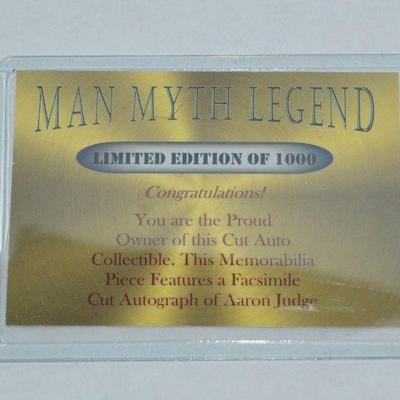 MAN MYTH LEGEND
LIMITED EDITION OF 1000
Congratulations!
You are the Proud
Owner of this Cut Auto
Collectible. This Memorabilia
Piece Features a Facsimile
Cut Autograph of Aaron Judge